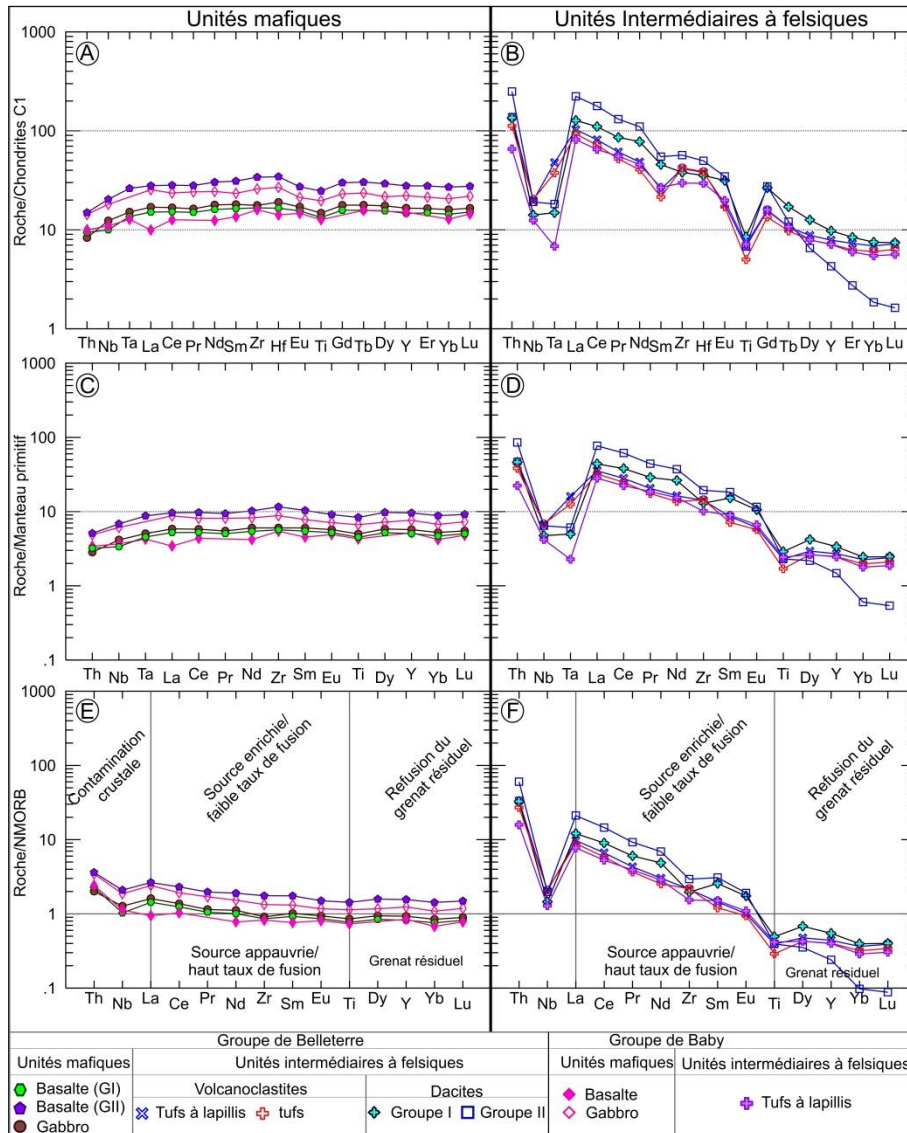 Unités mafiques
Unités Intermédiaires à felsiques
Roche/Chondrites C1
1000
100
10
1
A
B
Th Nb Ta La Ce Pr Nd Sm Zr Hf Eu Ti Gd Tb Dy Y Er Yb Lu
Th Nb Ta La Ce Pr Nd Sm Zr Hf Eu Ti Gd Tb Dy Y Er Yb Lu
Roche/Manteau primitif
1000
100
10
1
.1
C
D
Th Nb Ta La Ce Pr Nd Zr Sm Eu Ti Dy Y Yb Lu
Th Nb Ta La Ce Pr Nd Zr Sm Eu Ti Dy Y Yb Lu
Roche/NMORB
1000
100
10
1
.1
E
Contamination
crustale
Source enrichie/
faible taux de fusion
Refusion du
grenat résiduel
Source appauvrie/
haut taux de fusion
Grenat résiduel
F
Source enrichie/
faible taux de fusion
Refusion du
grenat résiduel
Source appauvrie/
haut taux de fusion
Grenat résiduel
Th Nb La Ce Pr Nd Zr Sm Eu Ti Dy Y Yb Lu
Th Nb La Ce Pr Nd Zr Sm Eu Ti Dy Y Yb Lu
Groupe de Belleterre
Unités mafiques
Basalte (GI)
Basalte (GII)
Gabbro
Unités intermédiaires à felsiques
Volcanoclastites
Tufs à lapillis
tufs
Dacites
Groupe I
Groupe II
Groupe de Baby
Unités mafiques
Basalte
Gabbro
Unités intermédiaires à felsiques
Tufs à lapillis